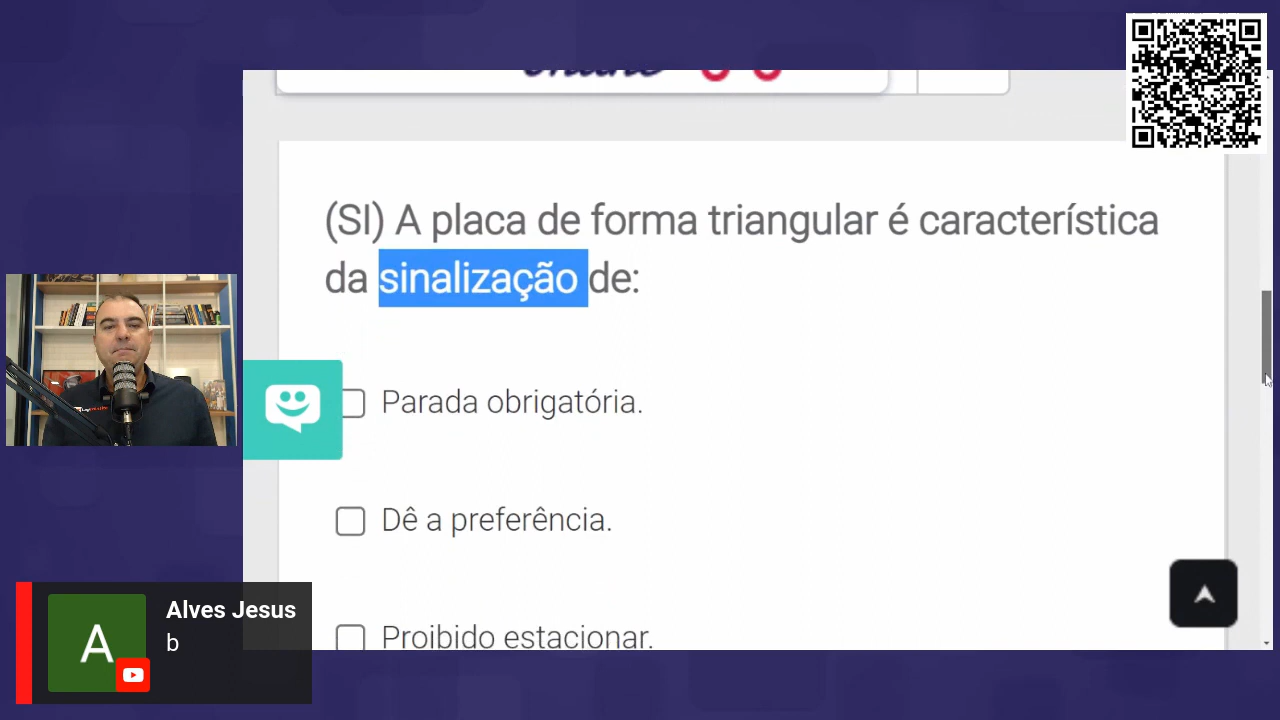 (SI) A placa de forma triangular é característica
da sinalização de:
Parada obrigatória.
Dê a preferência.
Proibido estacionar.
A
Alves Jesus
b